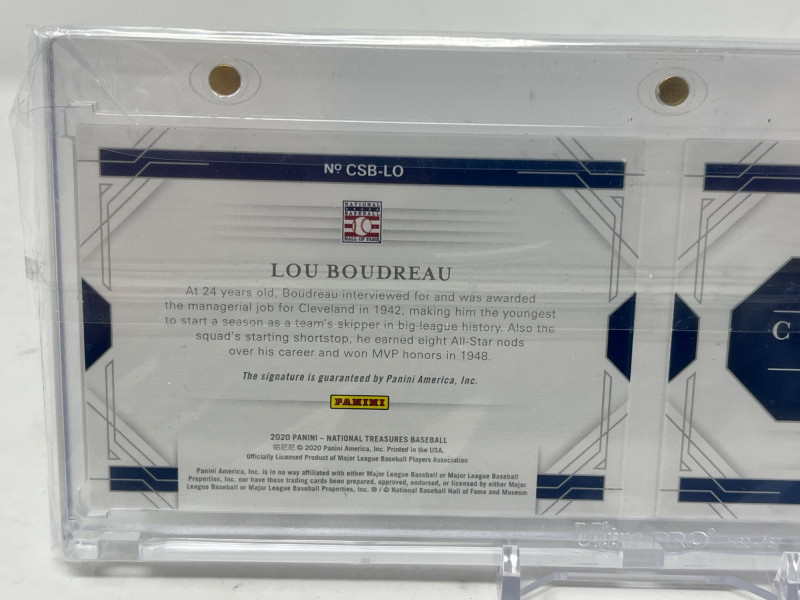 Nº CSB-LO
NATIONAL
BASEBALL
HALL OF FAME
LOU BOUDREAU
At 24 years old, Boudreau interviewed for and was awarded
the managerial job for Cleveland in 1942, making him the youngest
to start a season as a team's skipper in big-league history. Also the
squad's starting shortstop, he earned eight All-Star nods
over his career and won MVP honors in 1948.
The signature is guaranteed by Panini America, Inc.
PANINI
2020 PANINI – NATIONAL TREASURES BASEBALL
帕尼尼 © 2020 Panini America, Inc. Printed in the USA.
Officially Licensed Product of Major League Baseball Players Association
Panini America, Inc. is in no way affiliated with either Major League Baseball or Major League Baseball
Properties, Inc. nor have these trading cards been prepared, approved, endorsed, or licensed by either Major
League Baseball or Major League Baseball Properties, Inc. ® / © National Baseball Hall of Fame and Museum
C
Ultra·PRO